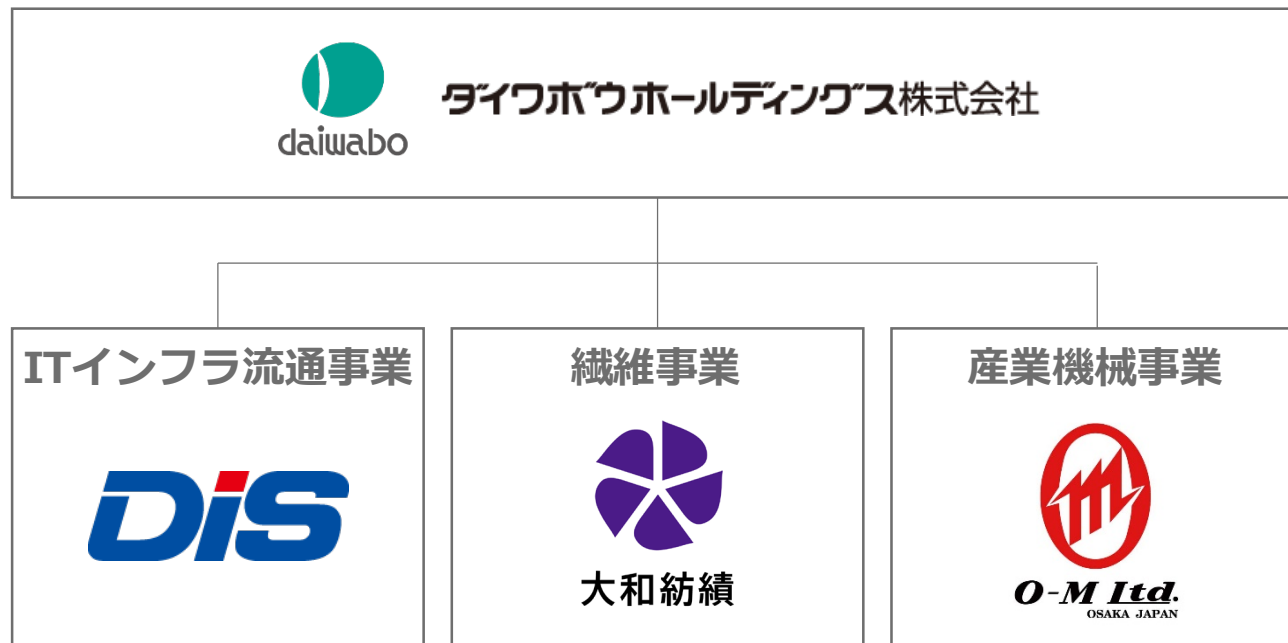 daiwabo
ダイワボウホールディングス株式会社
ITインフラ流通事業
DiS
繊維事業
大和紡績
産業機械事業
O-M Ltd.
OSAKA JAPAN